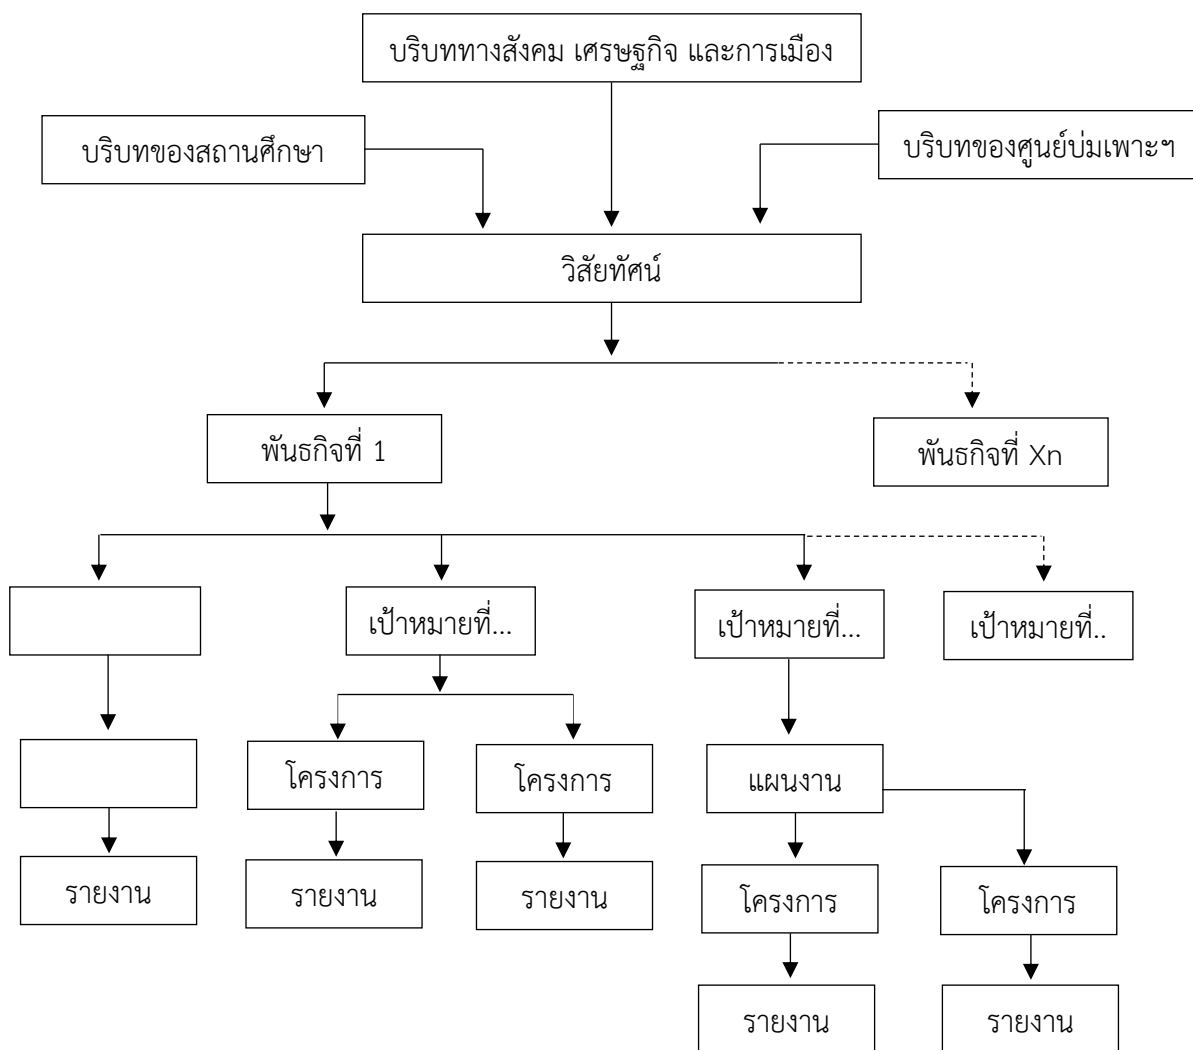 บริบททางสังคม เศรษฐกิจ และการเมือง
บริบทของสถานศึกษา
บริบทของศูนย์บ่มเพาะฯ
วิสัยทัศน์
พันธกิจที่ 1
พันธกิจที่ Xn
เป้าหมายที่...
เป้าหมายที่...
เป้าหมายที่..
โครงการ
โครงการ
แผนงาน
รายงาน
รายงาน
รายงาน
โครงการ
โครงการ
รายงาน
รายงาน